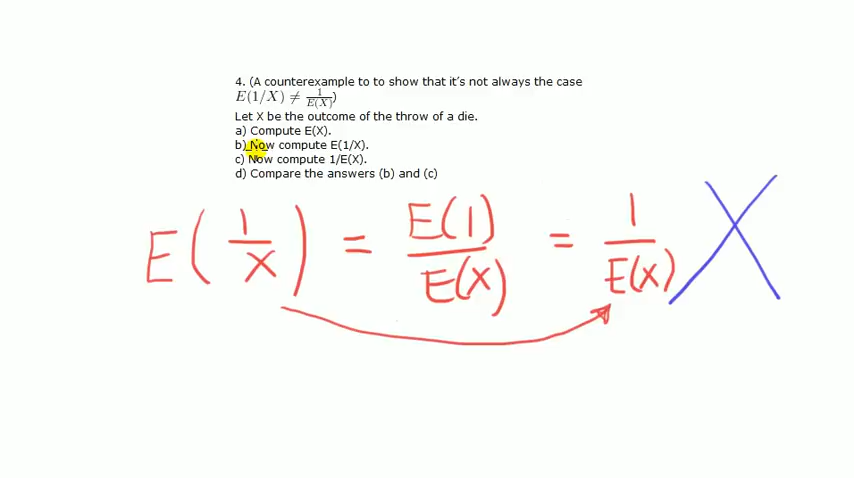 4. (A counterexample to to show that it's not always the case
E(1/X) ≠ 1/E(X))
Let X be the outcome of the throw of a die.
a) Compute E(X).
b) Now compute E(1/X).
c) Now compute 1/E(X).
d) Compare the answers (b) and (c)
E(1/X) = E(1)/E(X) = 1/E(X) X